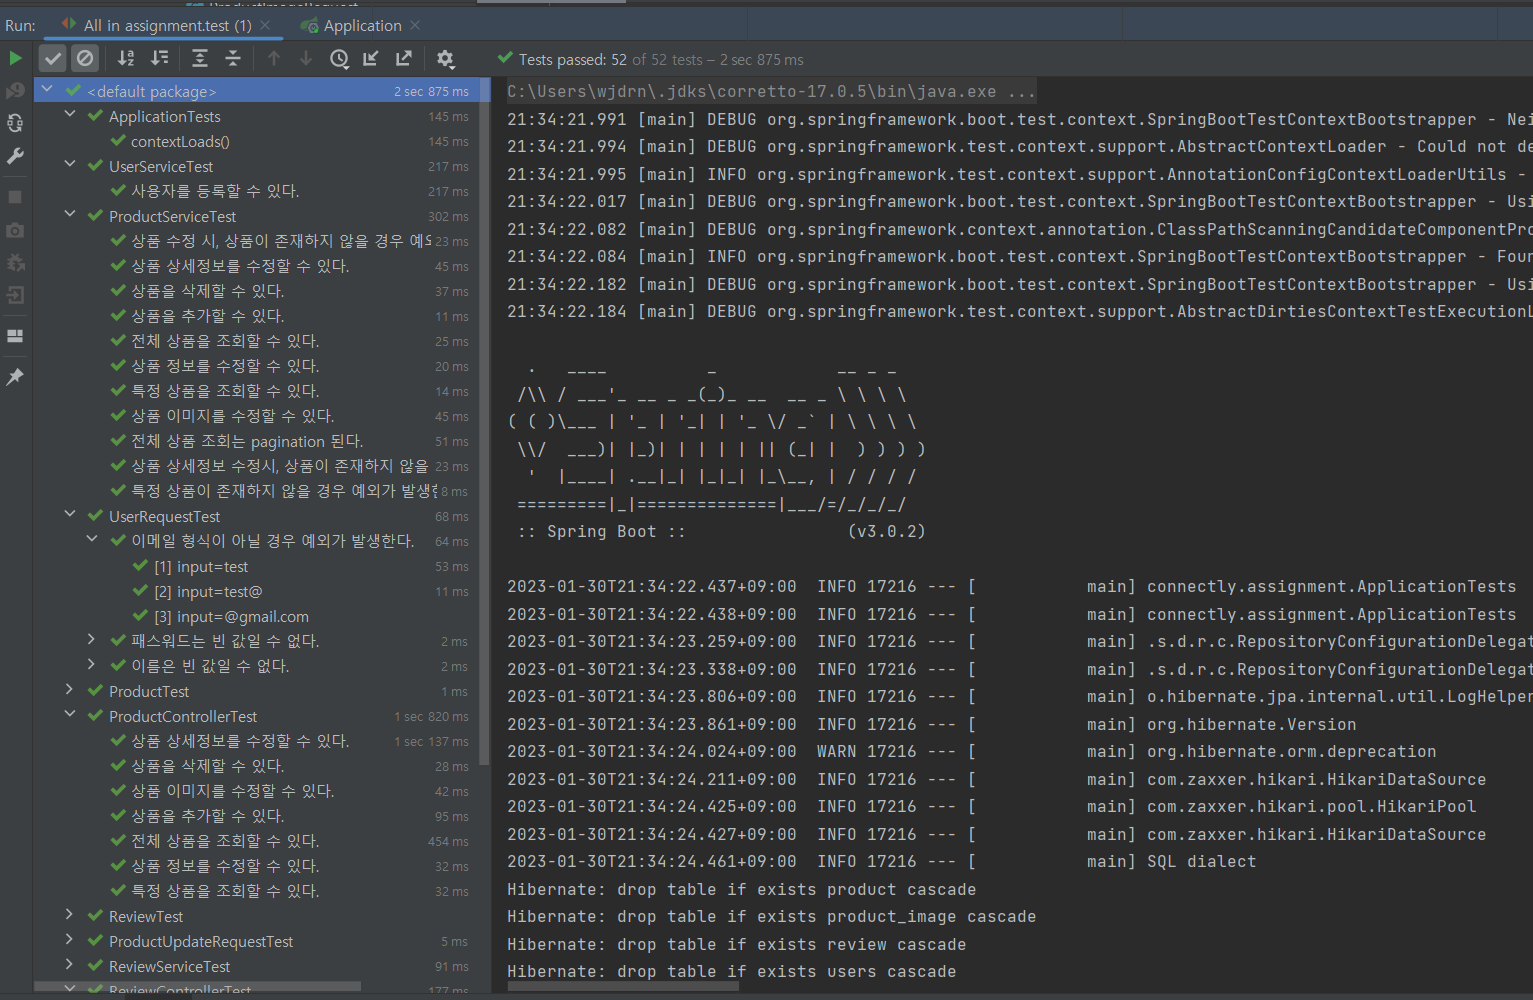 Run:
All in assignment.test (1)
Application
Tests passed: 52 of 52 tests – 2 sec 875 ms
<default package> 2 sec 875 ms
ApplicationTests 145 ms
contextLoads() 145 ms
UserServiceTest 217 ms
사용자를 등록할 수 있다. 217 ms
ProductServiceTest 302 ms
상품 수정 시, 상품이 존재하지 않을 경우 예외 23 ms
상품 상세정보를 수정할 수 있다. 45 ms
상품을 삭제할 수 있다. 37 ms
상품을 추가할 수 있다. 11 ms
전체 상품을 조회할 수 있다. 25 ms
상품 정보를 수정할 수 있다. 20 ms
특정 상품을 조회할 수 있다. 14 ms
상품 이미지를 수정할 수 있다. 45 ms
전체 상품 조회는 pagination 된다. 51 ms
상품 상세정보 수정시, 상품이 존재하지 않을 23 ms
특정 상품이 존재하지 않을 경우 예외가 발생한 8 ms
UserRequestTest 68 ms
이메일 형식이 아닐 경우 예외가 발생한다. 64 ms
[1] input=test 53 ms
[2] input=test@ 11 ms
[3] input=@gmail.com
패스워드는 빈 값일 수 없다. 2 ms
이름은 빈 값일 수 없다. 2 ms
ProductTest 1 ms
ProductControllerTest 1 sec 820 ms
상품 상세정보를 수정할 수 있다. 1 sec 137 ms
상품을 삭제할 수 있다. 28 ms
상품 이미지를 수정할 수 있다. 42 ms
상품을 추가할 수 있다. 95 ms
전체 상품을 조회할 수 있다. 454 ms
상품 정보를 수정할 수 있다. 32 ms
특정 상품을 조회할 수 있다. 32 ms
ReviewTest
ProductUpdateRequestTest 5 ms
ReviewServiceTest 91 ms
ReviewControllerTest 177 ms
C:\Users\wjdrn\.jdks\corretto-17.0.5\bin\java.exe ...
21:34:21.991 [main] DEBUG org.springframework.boot.test.context.SpringBootTestContextBootstrapper - Nei
21:34:21.994 [main] DEBUG org.springframework.test.context.support.AbstractContextLoader - Could not de
21:34:21.995 [main] INFO org.springframework.test.context.support.AnnotationConfigContextLoaderUtils -
21:34:22.017 [main] DEBUG org.springframework.boot.test.context.SpringBootTestContextBootstrapper - Usi
21:34:22.082 [main] DEBUG org.springframework.context.annotation.ClassPathScanningCandidateComponentPro
21:34:22.084 [main] INFO org.springframework.boot.test.context.SpringBootTestContextBootstrapper - Foun
21:34:22.182 [main] DEBUG org.springframework.boot.test.context.SpringBootTestContextBootstrapper - Usi
21:34:22.184 [main] DEBUG org.springframework.test.context.support.AbstractDirtiesContextTestExecutionL
  .   ____          _            __ _ _
 /\\ / ___'_ __ _ _(_)_ __  __ _ \ \ \ \
( ( )\___ | '_ | '_| | '_ \/ _` | \ \ \ \
 \\/  ___)| |_)| | | | | || (_| |  ) ) ) )
  '  |____| .__|_| |_|_| |_\__, | / / / /
 =========|_|==============|___/=/_/_/_/
 :: Spring Boot ::                (v3.0.2)
2023-01-30T21:34:22.437+09:00  INFO 17216 --- [           main] connectly.assignment.ApplicationTests
2023-01-30T21:34:22.438+09:00  INFO 17216 --- [           main] connectly.assignment.ApplicationTests
2023-01-30T21:34:23.259+09:00  INFO 17216 --- [           main] .s.d.r.c.RepositoryConfigurationDelegat
2023-01-30T21:34:23.338+09:00  INFO 17216 --- [           main] .s.d.r.c.RepositoryConfigurationDelegat
2023-01-30T21:34:23.806+09:00  INFO 17216 --- [           main] o.hibernate.jpa.internal.util.LogHelper
2023-01-30T21:34:23.861+09:00  INFO 17216 --- [           main] org.hibernate.Version
2023-01-30T21:34:24.024+09:00  WARN 17216 --- [           main] org.hibernate.orm.deprecation
2023-01-30T21:34:24.211+09:00  INFO 17216 --- [           main] com.zaxxer.hikari.HikariDataSource
2023-01-30T21:34:24.425+09:00  INFO 17216 --- [           main] com.zaxxer.hikari.pool.HikariPool
2023-01-30T21:34:24.427+09:00  INFO 17216 --- [           main] com.zaxxer.hikari.HikariDataSource
2023-01-30T21:34:24.461+09:00  INFO 17216 --- [           main] SQL dialect
Hibernate: drop table if exists product cascade
Hibernate: drop table if exists product_image cascade
Hibernate: drop table if exists review cascade
Hibernate: drop table if exists users cascade